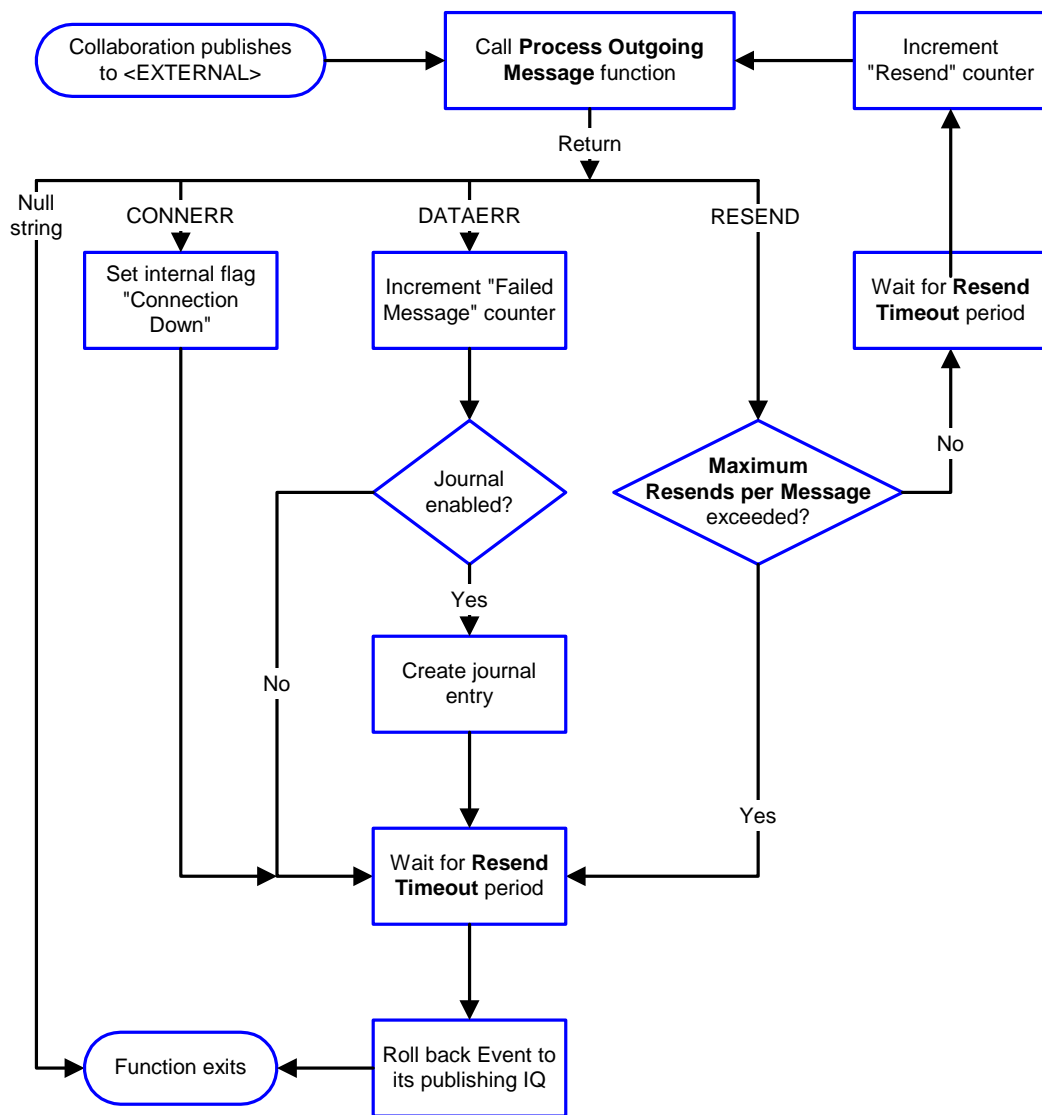 Collaboration publishes
to <EXTERNAL>
Call Process Outgoing
Message function
Increment
"Resend" counter
Return
Null
string
CONNERR
DATAERR
RESEND
Set internal flag
"Connection
Down"
Increment "Failed
Message" counter
Wait for Resend
Timeout period
No
Journal
enabled?
Maximum
Resends per Message
exceeded?
Yes
No
Create journal
entry
Yes
Wait for Resend
Timeout period
Function exits
Roll back Event to
its publishing IQ